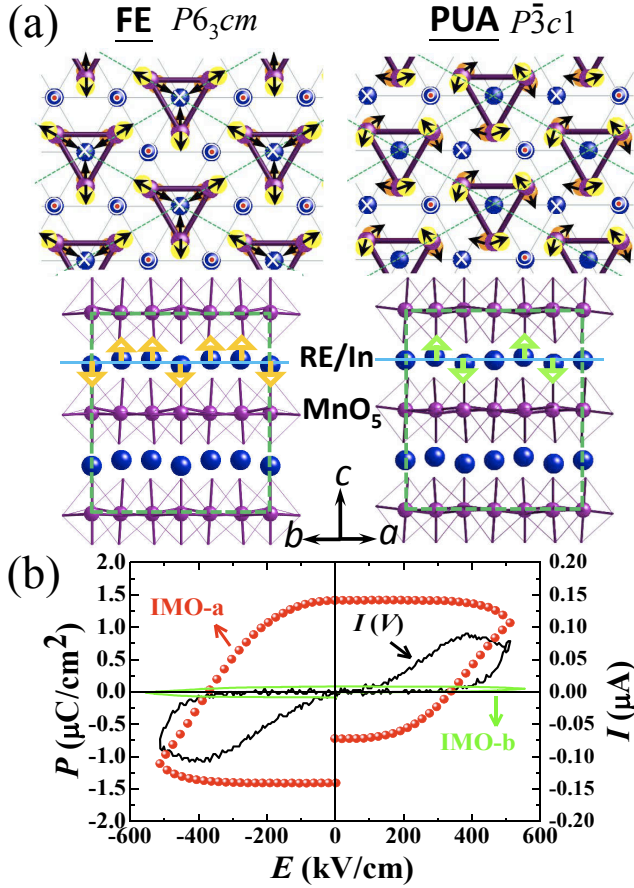 (a) FE P6₃cm PUA P3̄c1
RE/In
MnO₅
c
b a
(b)
2.0 0.20
1.5 0.15
1.0 0.10
0.5 0.05
0.0 0.00
-0.5 -0.05
-1.0 -0.10
-1.5 -0.15
-2.0 -0.20
P (μC/cm²)
I (μA)
IMO-a
I (V)
IMO-b
-600 -400 -200 0 200 400 600
E (kV/cm)